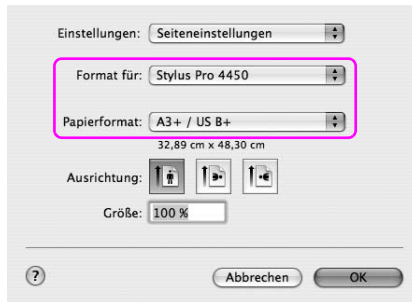 Einstellungen: Seiteneinstellungen
Format für: Stylus Pro 4450
Papierformat: A3+ / US B+
32,89 cm x 48,30 cm
Ausrichtung:
Größe: 100 %
? Abbrechen OK